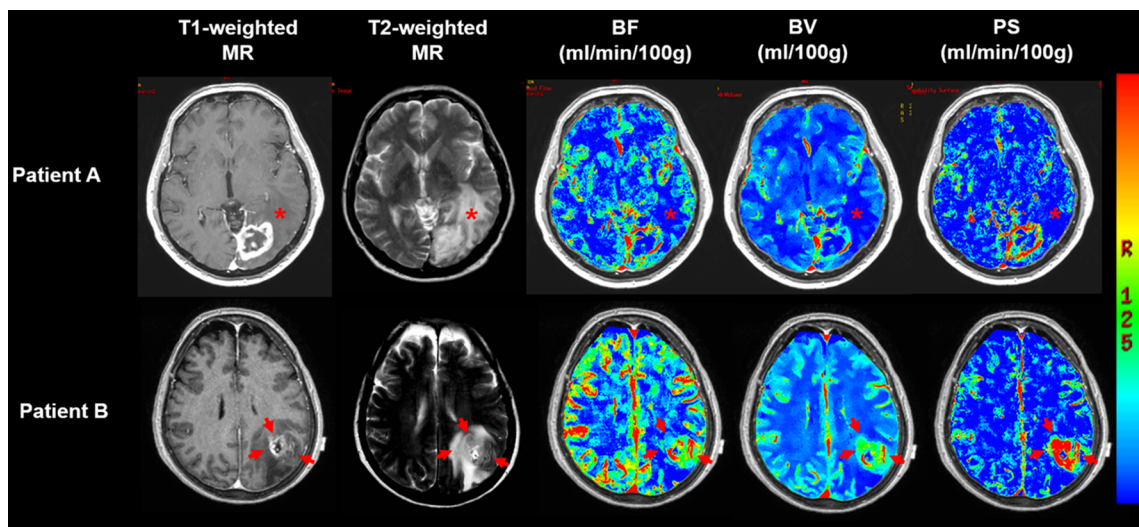 T1-weighted MR
T2-weighted MR
BF (ml/min/100g)
BV (ml/100g)
PS (ml/min/100g)
Patient A
*
*
*
*
*
R
1
2
5
Patient B